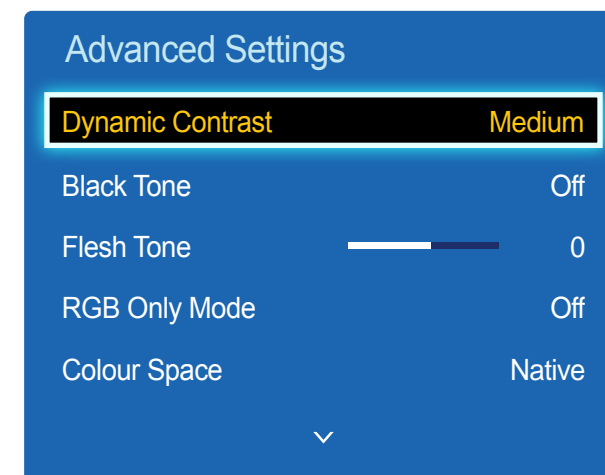 Advanced Settings
Dynamic Contrast Medium
Black Tone Off
Flesh Tone 0
RGB Only Mode Off
Colour Space Native